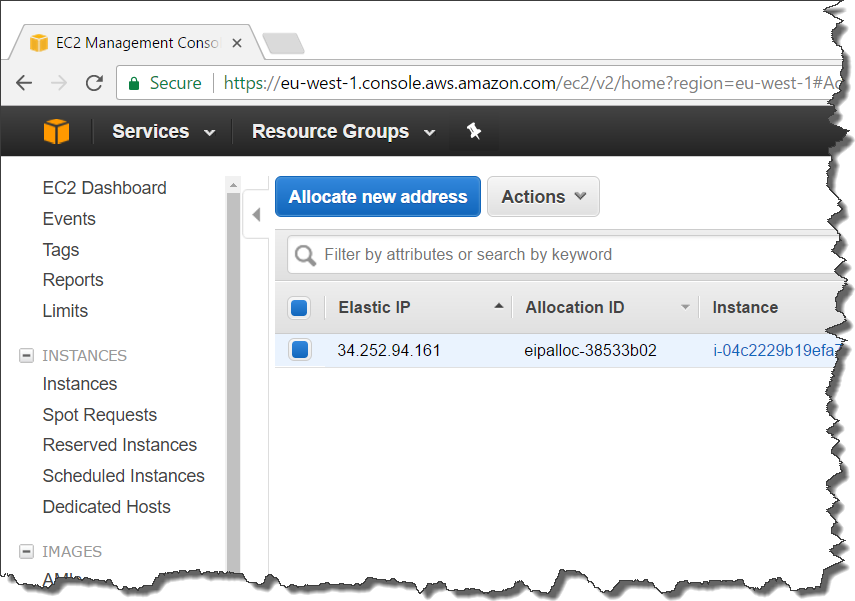 EC2 Management Conso
Secure https://eu-west-1.console.aws.amazon.com/ec2/v2/home?region=eu-west-1#Ac
Services Resource Groups
EC2 Dashboard
Events
Tags
Reports
Limits
INSTANCES
Instances
Spot Requests
Reserved Instances
Scheduled Instances
Dedicated Hosts
IMAGES
AMIs
Allocate new address Actions
Filter by attributes or search by keyword
Elastic IP Allocation ID Instance
34.252.94.161 eipalloc-38533b02 i-04c2229b19efa7